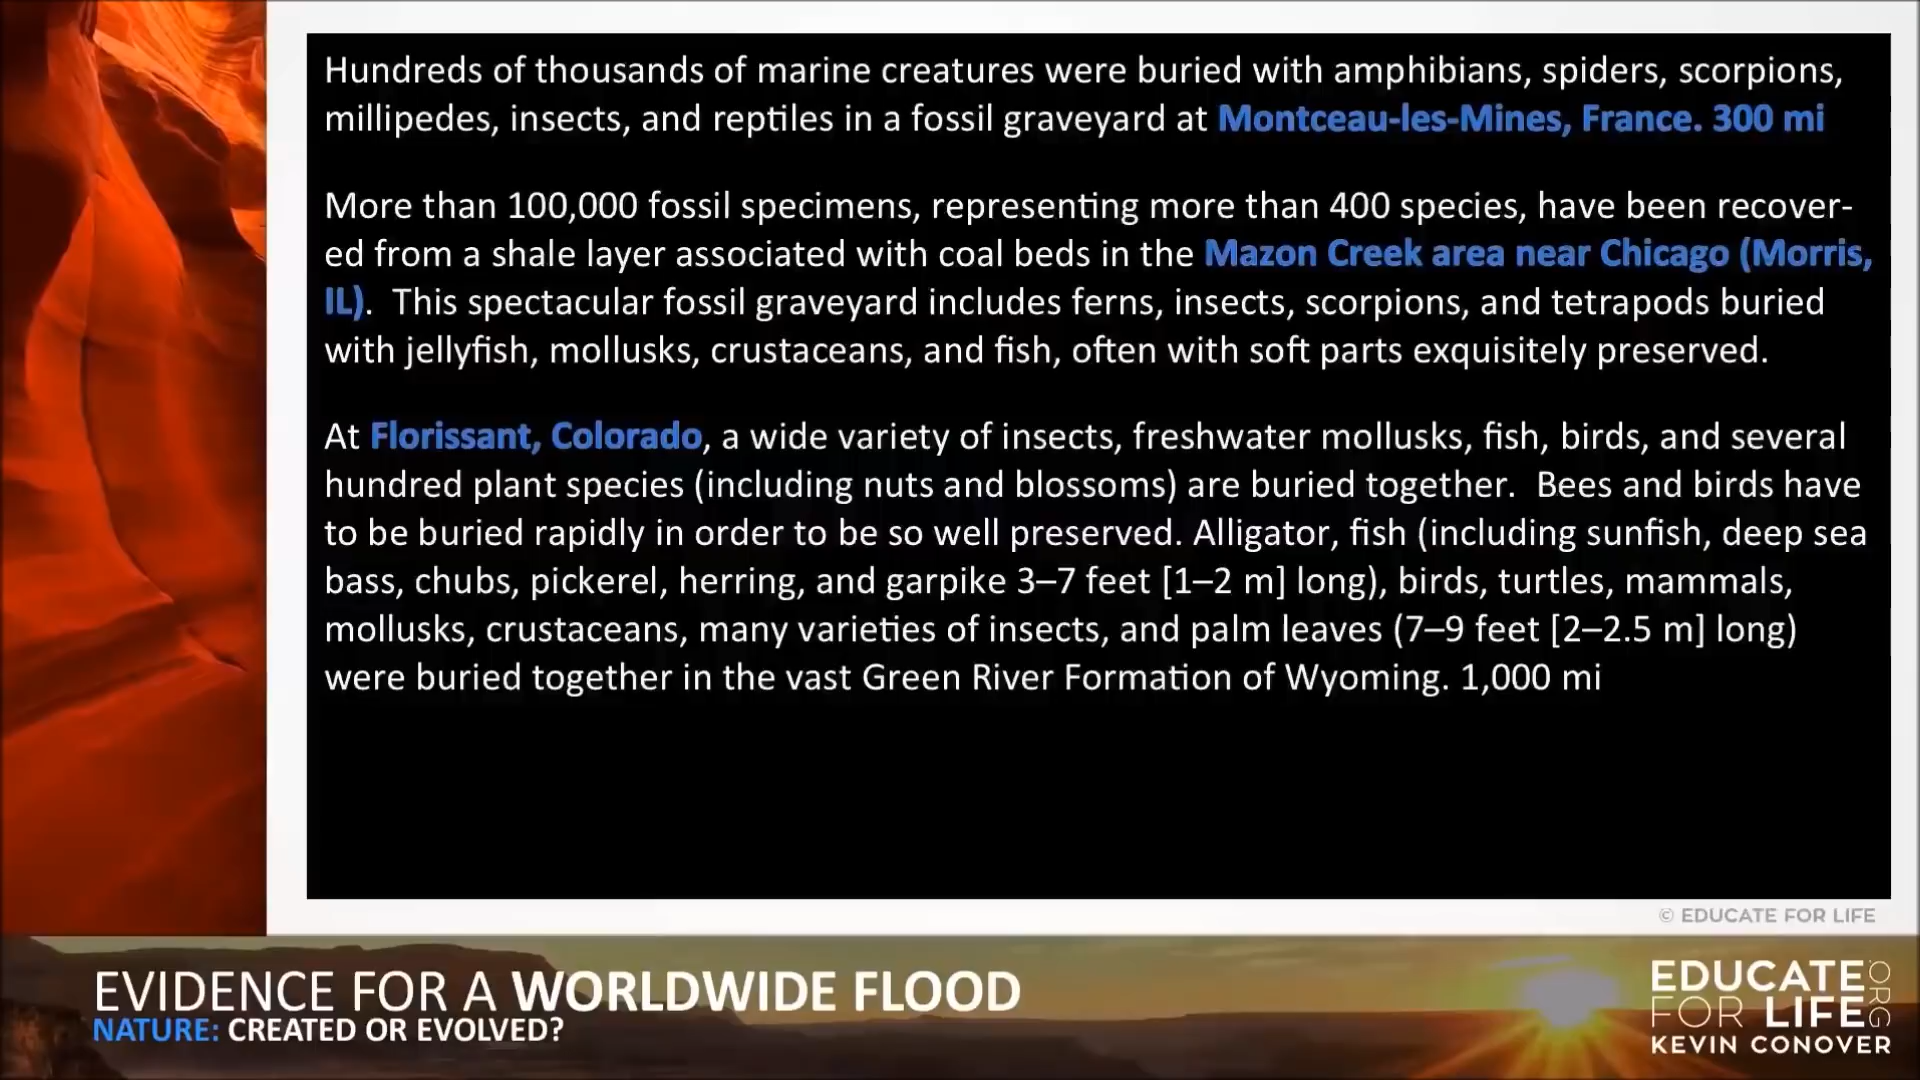 Hundreds of thousands of marine creatures were buried with amphibians, spiders, scorpions,
millipedes, insects, and reptiles in a fossil graveyard at Montceau-les-Mines, France. 300 mi
More than 100,000 fossil specimens, representing more than 400 species, have been recover-
ed from a shale layer associated with coal beds in the Mazon Creek area near Chicago (Morris,
IL).  This spectacular fossil graveyard includes ferns, insects, scorpions, and tetrapods buried
with jellyfish, mollusks, crustaceans, and fish, often with soft parts exquisitely preserved.
At Florissant, Colorado, a wide variety of insects, freshwater mollusks, fish, birds, and several
hundred plant species (including nuts and blossoms) are buried together.  Bees and birds have
to be buried rapidly in order to be so well preserved. Alligator, fish (including sunfish, deep sea
bass, chubs, pickerel, herring, and garpike 3–7 feet [1–2 m] long), birds, turtles, mammals,
mollusks, crustaceans, many varieties of insects, and palm leaves (7–9 feet [2–2.5 m] long)
were buried together in the vast Green River Formation of Wyoming. 1,000 mi
© EDUCATE FOR LIFE
EVIDENCE FOR A WORLDWIDE FLOOD
NATURE: CREATED OR EVOLVED?
EDUCATE
FOR LIFE
.ORG
KEVIN CONOVER